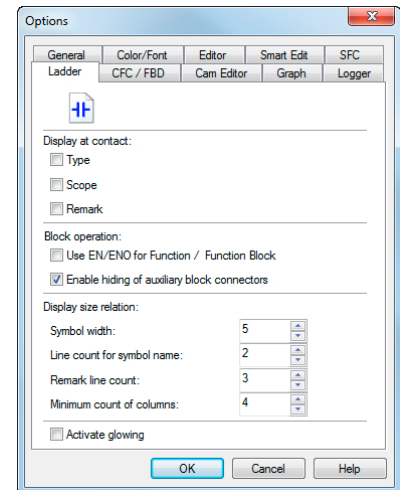 Options
General Color/Font Editor Smart Edit SFC
Ladder CFC / FBD Cam Editor Graph Logger
Display at contact:
Type
Scope
Remark
Block operation:
Use EN/ENO for Function / Function Block
Enable hiding of auxiliary block connectors
Display size relation:
Symbol width: 5
Line count for symbol name: 2
Remark line count: 3
Minimum count of columns: 4
Activate glowing
OK Cancel Help